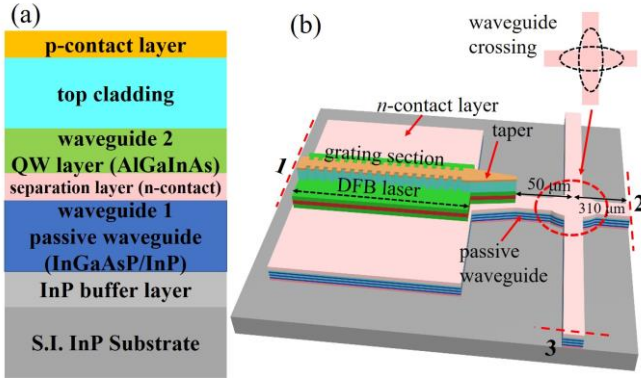 (a)
p-contact layer
top cladding
waveguide 2
QW layer (AlGaInAs)
separation layer (n-contact)
waveguide 1
passive waveguide
(InGaAsP/InP)
InP buffer layer
S.I. InP Substrate
(b)
waveguide
crossing
n-contact layer
taper
1
grating section
DFB laser
50 μm
2
310 μm
passive
waveguide
3